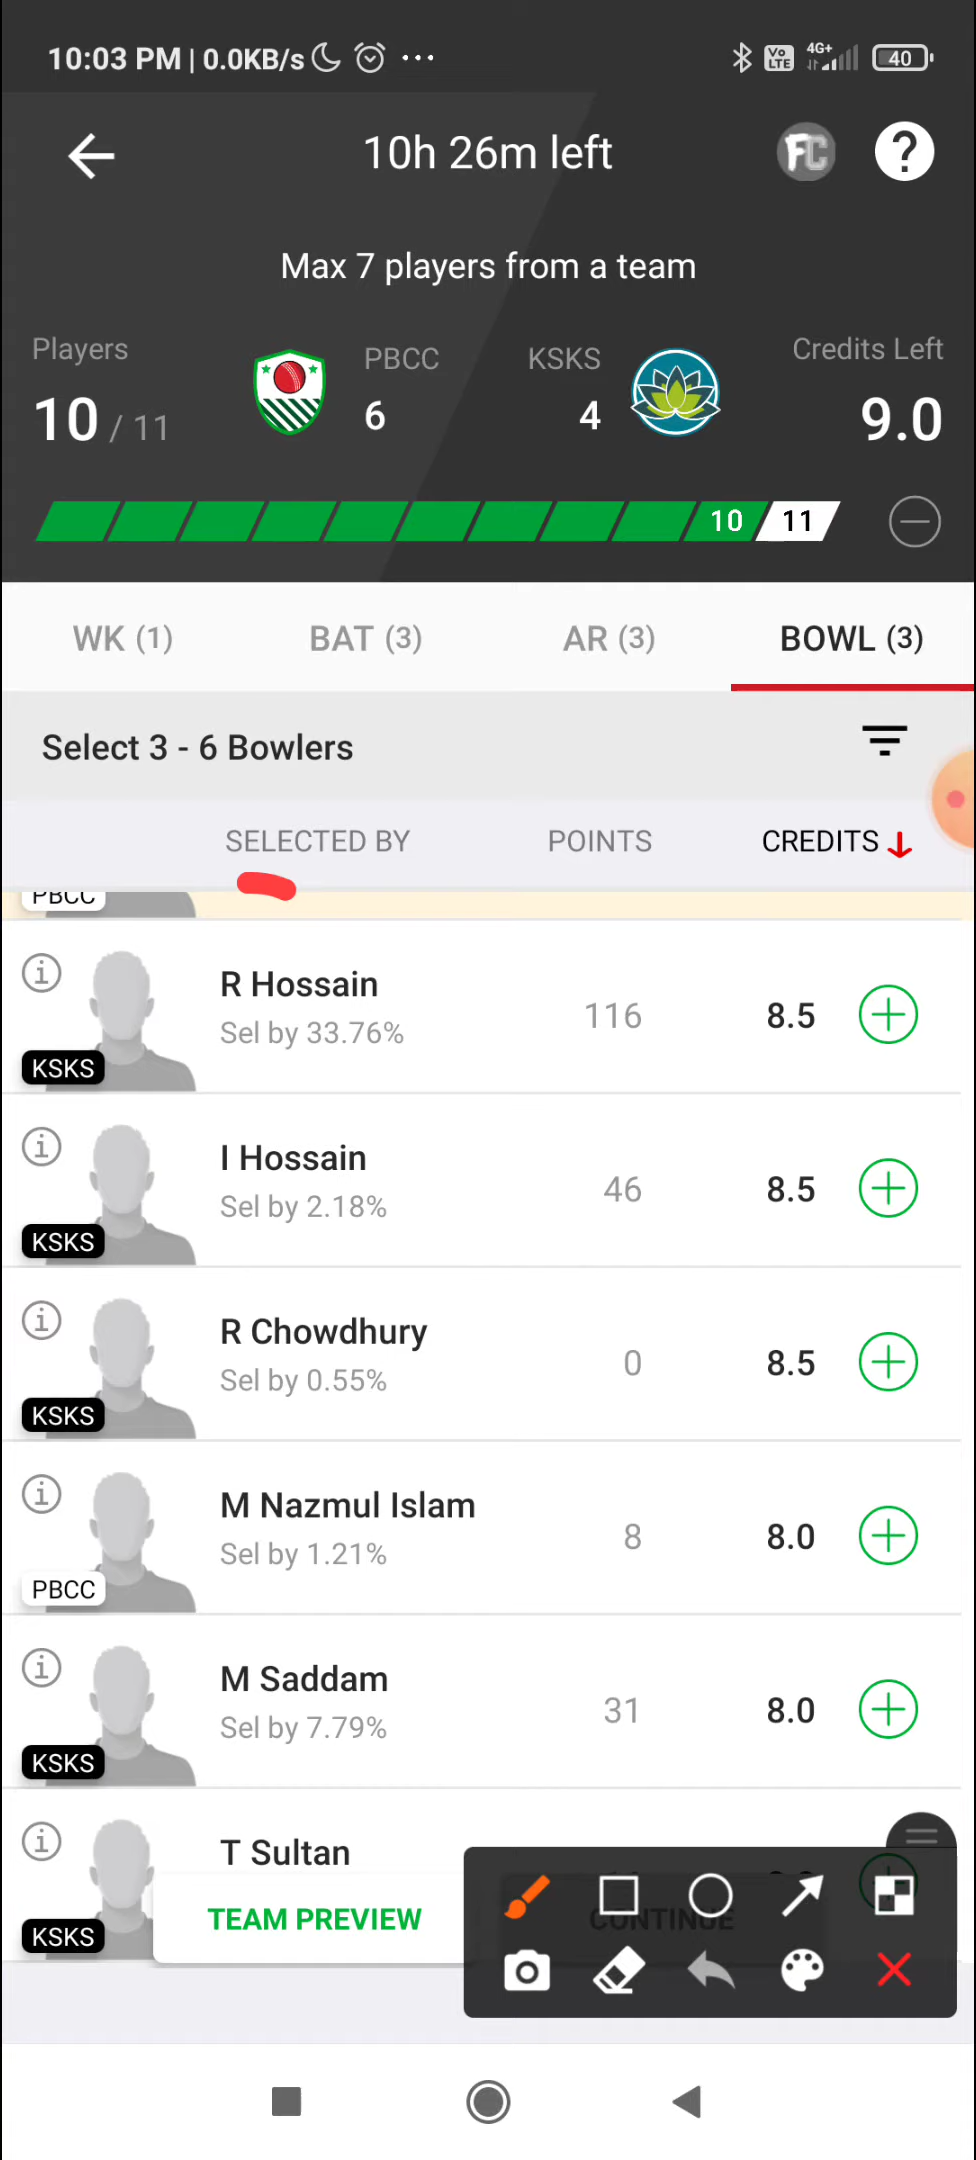 10:03 PM | 0.0KB/s ... Vo LTE 4G+ 40
10h 26m left FC ?
Max 7 players from a team
Players PBCC KSKS Credits Left
10 / 11 6 4 9.0
10 11
WK (1) BAT (3) AR (3) BOWL (3)
Select 3 - 6 Bowlers
SELECTED BY POINTS CREDITS
PBCC
R Hossain
Sel by 33.76% 116 8.5
KSKS
I Hossain
Sel by 2.18% 46 8.5
KSKS
R Chowdhury
Sel by 0.55% 0 8.5
KSKS
M Nazmul Islam
Sel by 1.21% 8 8.0
PBCC
M Saddam
Sel by 7.79% 31 8.0
KSKS
T Sultan
TEAM PREVIEW CONTINUE
KSKS